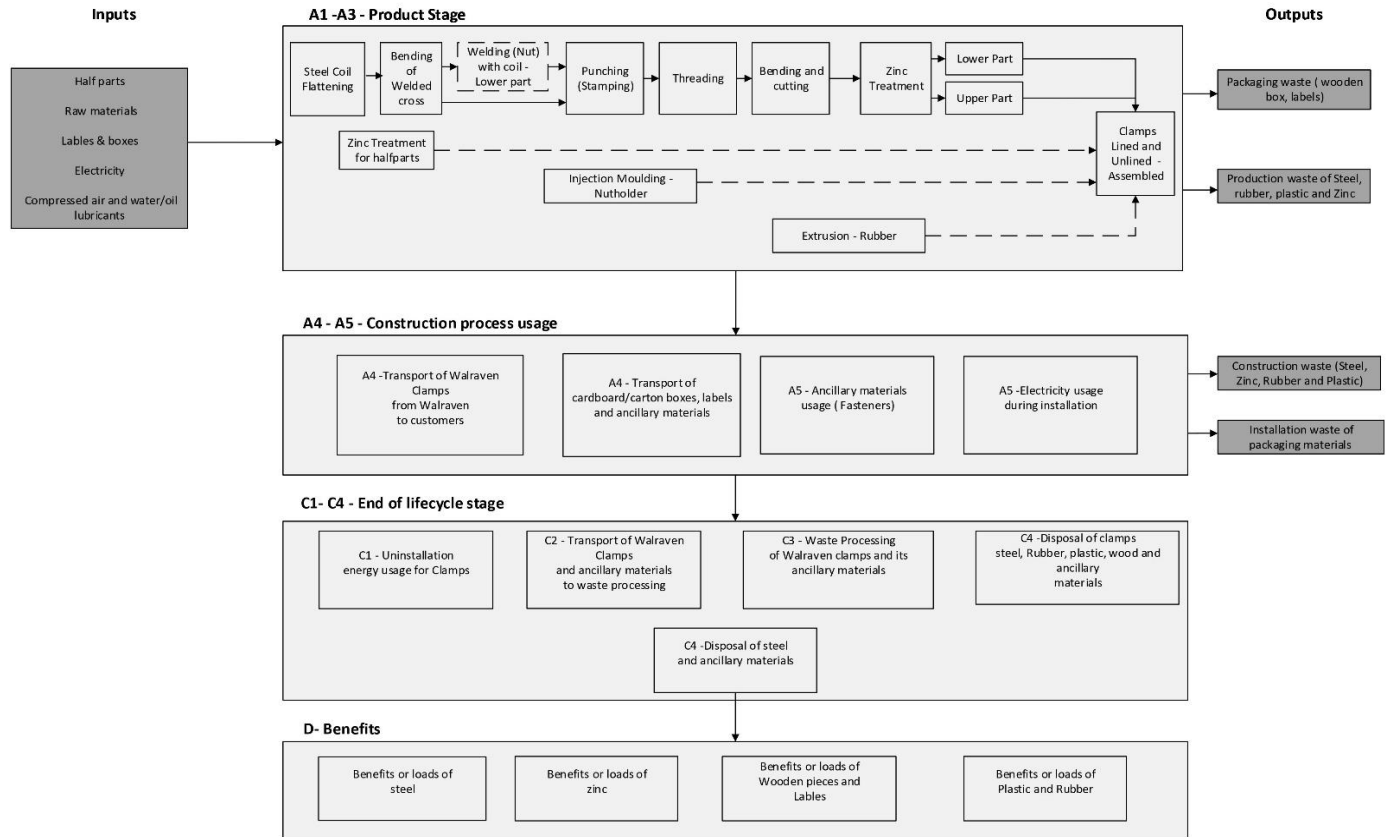 Inputs
A1 -A3 - Product Stage
Outputs
Half parts
Raw materials
Lables & boxes
Electricity
Compressed air and water/oil
lubricants
Steel Coil
Flattening
Bending
of
Welded
cross
Welding (Nut)
with coil -
Lower part
Punching
(Stamping)
Threading
Bending and
cutting
Zinc
Treatment
Lower Part
Upper Part
Zinc Treatment
for halfparts
Injection Moulding -
Nutholder
Extrusion - Rubber
Clamps
Lined and
Unlined -
Assembled
Packaging waste ( wooden
box, labels)
Production waste of Steel,
rubber, plastic and Zinc
A4 - A5 - Construction process usage
A4 -Transport of Walraven
Clamps
from Walraven
to customers
A4 - Transport of
cardboard/carton boxes, labels
and ancillary materials
A5 - Ancillary materials
usage ( Fasteners)
A5 -Electricity usage
during installation
Construction waste (Steel,
Zinc, Rubber and Plastic)
Installation waste of
packaging materials
C1- C4 - End of lifecycle stage
C1 - Uninstallation
energy usage for Clamps
C2 - Transport of Walraven
Clamps
and ancillary materials
to waste processing
C3 - Waste Processing
of Walraven clamps and its
ancillary materials
C4 -Disposal of clamps
steel, Rubber, plastic, wood and
ancillary
materials
C4 -Disposal of steel
and ancillary materials
D- Benefits
Benefits or loads of
steel
Benefits or loads of
zinc
Benefits or loads of
Wooden pieces and
Lables
Benefits or loads of
Plastic and Rubber